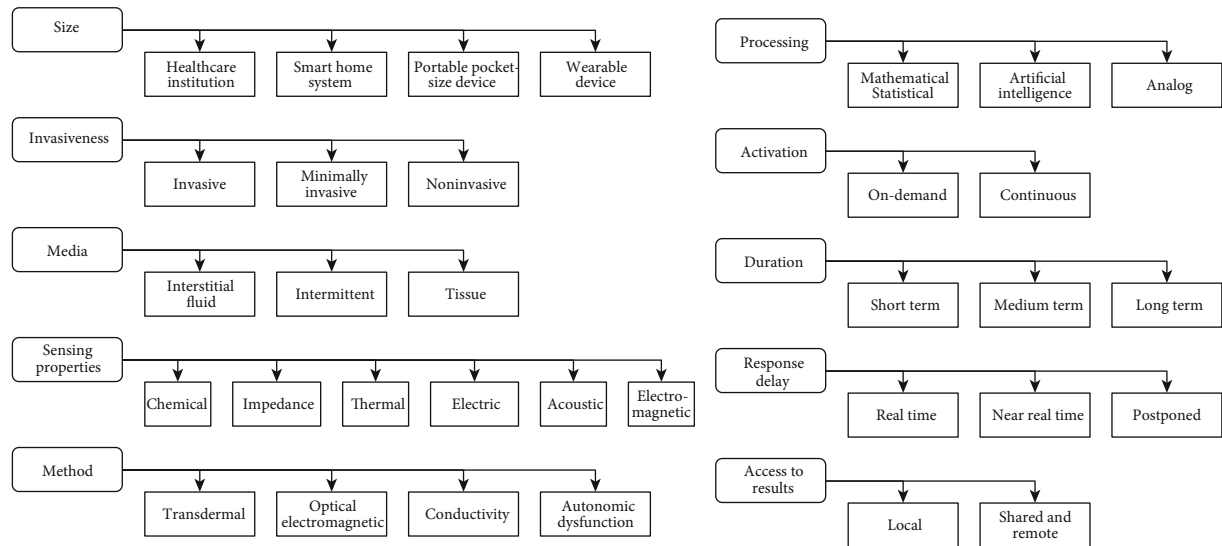 Size
Healthcare
institution
Smart home
system
Portable pocket-
size device
Wearable
device
Invasiveness
Invasive
Minimally
invasive
Noninvasive
Media
Interstitial
fluid
Intermittent
Tissue
Sensing
properties
Chemical
Impedance
Thermal
Electric
Acoustic
Electro-
magnetic
Method
Transdermal
Optical
electromagnetic
Conductivity
Autonomic
dysfunction
Processing
Mathematical
Statistical
Artificial
intelligence
Analog
Activation
On-demand
Continuous
Duration
Short term
Medium term
Long term
Response
delay
Real time
Near real time
Postponed
Access to
results
Local
Shared and
remote